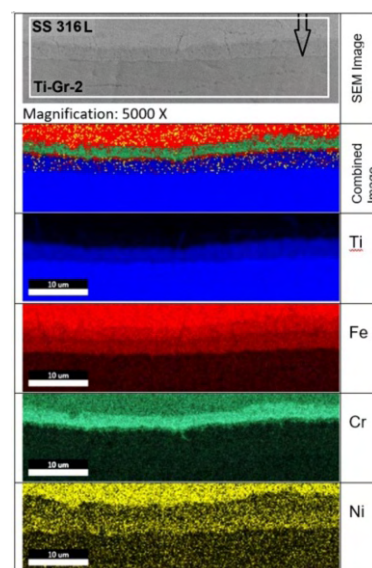 SS 316 L
Ti-Gr-2
SEM Image
Magnification: 5000 X
Combined
Image
Ti
10 um
Fe
10 um
Cr
10 um
Ni
10 um